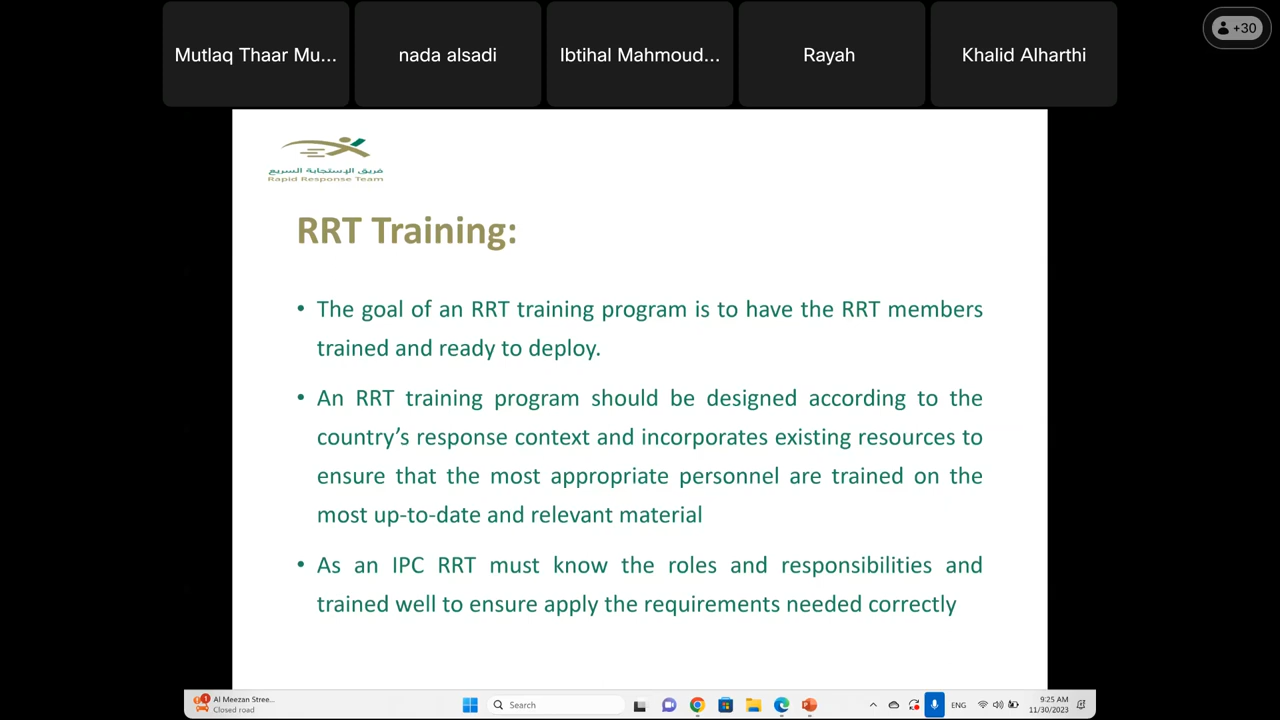 Mutlaq Thaar Mu...
nada alsadi
Ibtihal Mahmoud...
Rayah
Khalid Alharthi
+30
فريق الإستجابة السريع
Rapid Response Team
RRT Training:
• The goal of an RRT training program is to have the RRT members
trained and ready to deploy.
• An RRT training program should be designed according to the
country’s response context and incorporates existing resources to
ensure that the most appropriate personnel are trained on the
most up-to-date and relevant material
• As an IPC RRT must know the roles and responsibilities and
trained well to ensure apply the requirements needed correctly
1
Al Meezan Stree...
Closed road
Search
ENG
9:25 AM
11/30/2023